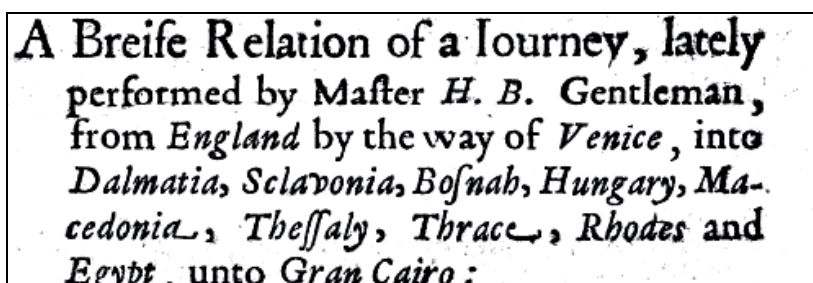 A Breife Relation of a Iourney, lately
performed by Maſter H. B. Gentleman,
from England by the way of Venice, into
Dalmatia, Sclavonia, Boſnah, Hungary, Ma-
cedonia, Theſſaly, Thrace, Rhodes and
Egypt, unto Gran Cairo: